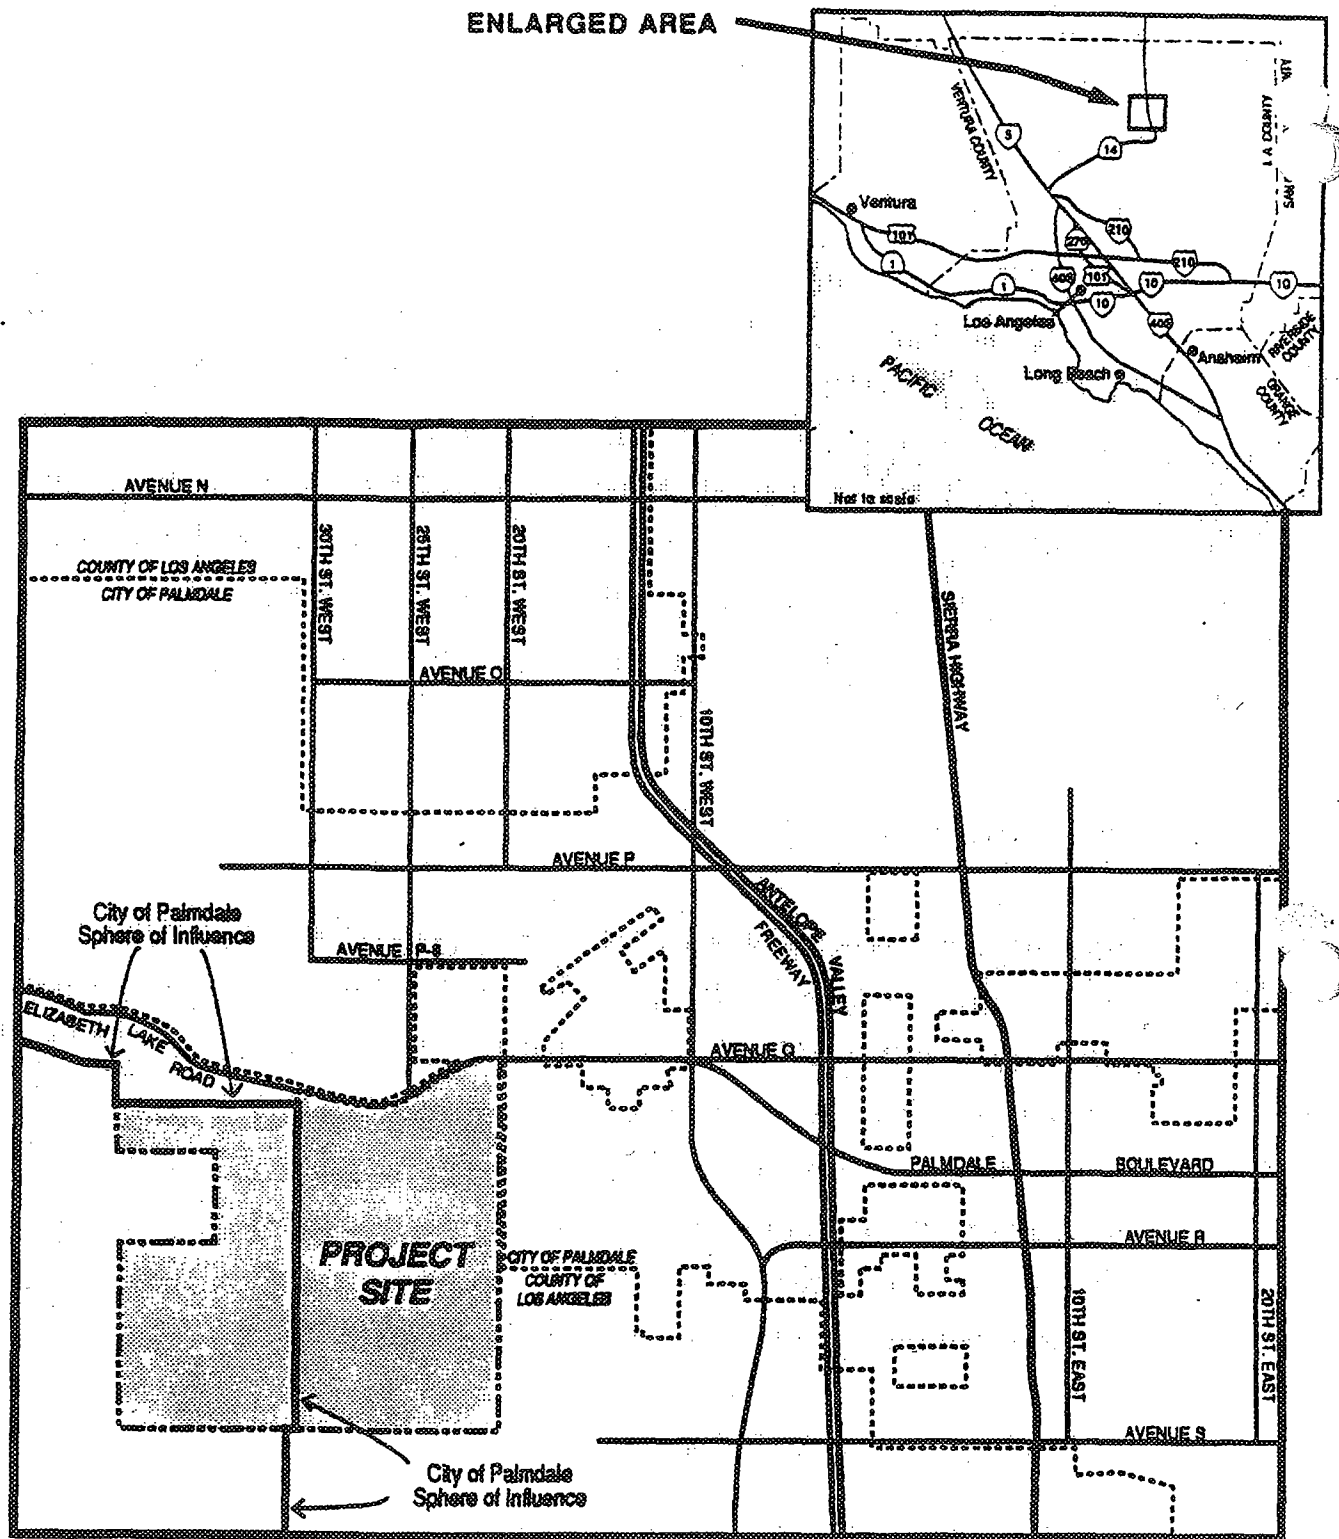 ENLARGED AREA
VENTURA COUNTY
5
14
Ventura
101
1
1
270
210
210
405
101
10
10
10
405
Los Angeles
Anaheim
RIVERSIDE
COUNTY
Long Beach
ORANGE
COUNTY
PACIFIC
OCEAN
Not to scale
AVENUE N
30TH ST. WEST
25TH ST. WEST
20TH ST. WEST
COUNTY OF LOS ANGELES
CITY OF PALMDALE
SIERRA HIGHWAY
AVENUE O
10TH ST. WEST
AVENUE P
ANTELOPE
VALLEY
FREEWAY
City of Palmdale
Sphere of Influence
AVENUE P-8
ELIZABETH LAKE
ROAD
AVENUE Q
PALMDALE BOULEVARD
PROJECT
SITE
CITY OF PALMDALE
COUNTY OF
LOS ANGELES
AVENUE R
10TH ST. EAST
20TH ST. EAST
AVENUE S
City of Palmdale
Sphere of Influence